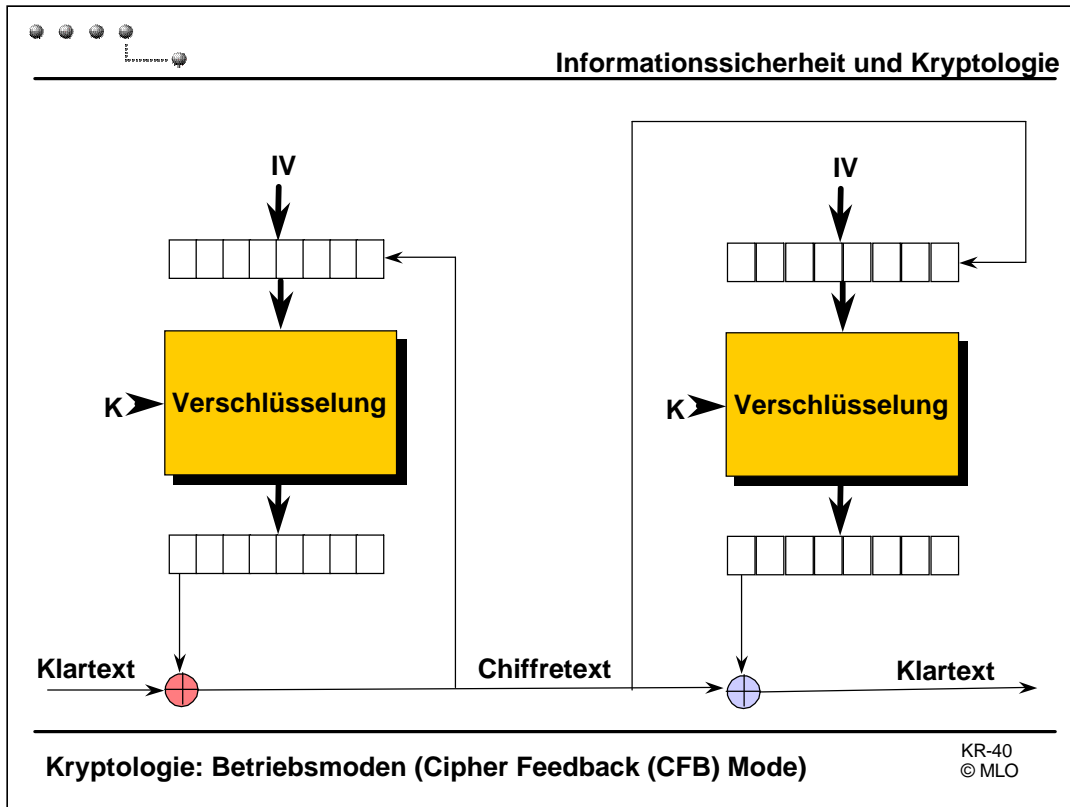 Informationssicherheit und Kryptologie
IV
IV
K
Verschlüsselung
K
Verschlüsselung
Klartext
Chiffretext
Klartext
Kryptologie: Betriebsmoden (Cipher Feedback (CFB) Mode)
KR-40
© MLO